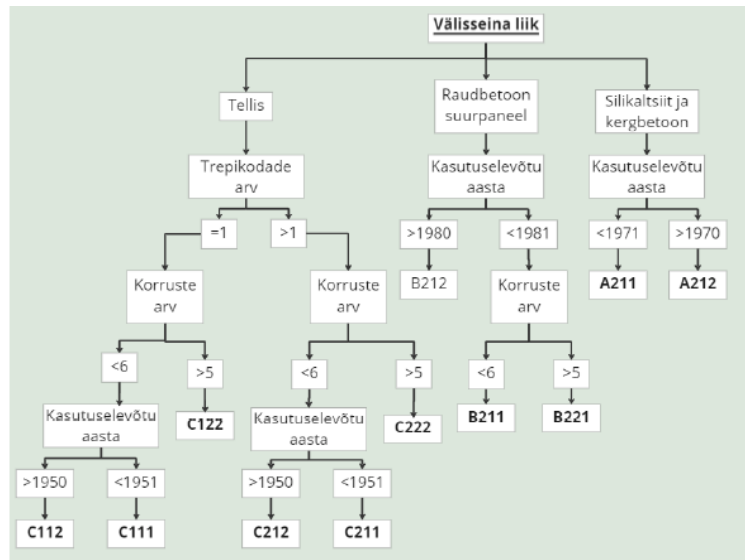 Välisseina liik
Tellis
Raudbetoon
suurpaneel
Silikaltsiit ja
kergbetoon
Trepikodade
arv
Kasutuselevõtu
aasta
Kasutuselevõtu
aasta
=1
>1
>1980
<1981
<1971
>1970
Korruste
arv
Korruste
arv
B212
Korruste
arv
A211
A212
<6
>5
<6
>5
<6
>5
Kasutuselevõtu
aasta
C122
Kasutuselevõtu
aasta
C222
B211
B221
>1950
<1951
>1950
<1951
C112
C111
C212
C211